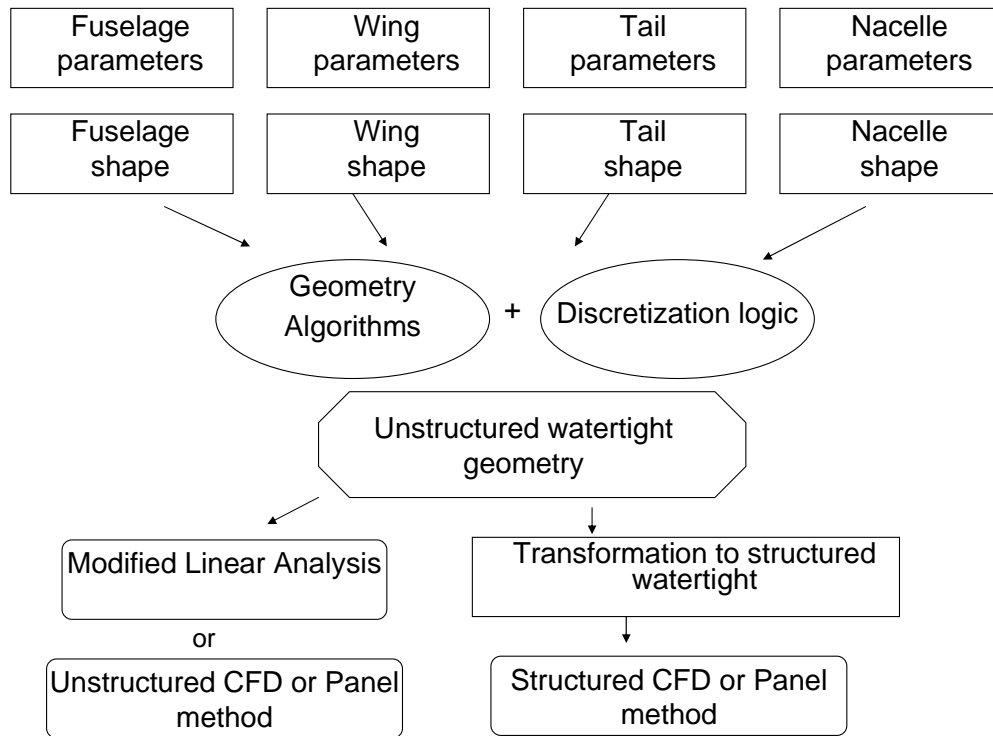 Fuselage
parameters
Wing
parameters
Tail
parameters
Nacelle
parameters
Fuselage
shape
Wing
shape
Tail
shape
Nacelle
shape
Geometry
Algorithms
+
Discretization logic
Unstructured watertight
geometry
Modified Linear Analysis
or
Unstructured CFD or Panel
method
Transformation to structured
watertight
Structured CFD or Panel
method